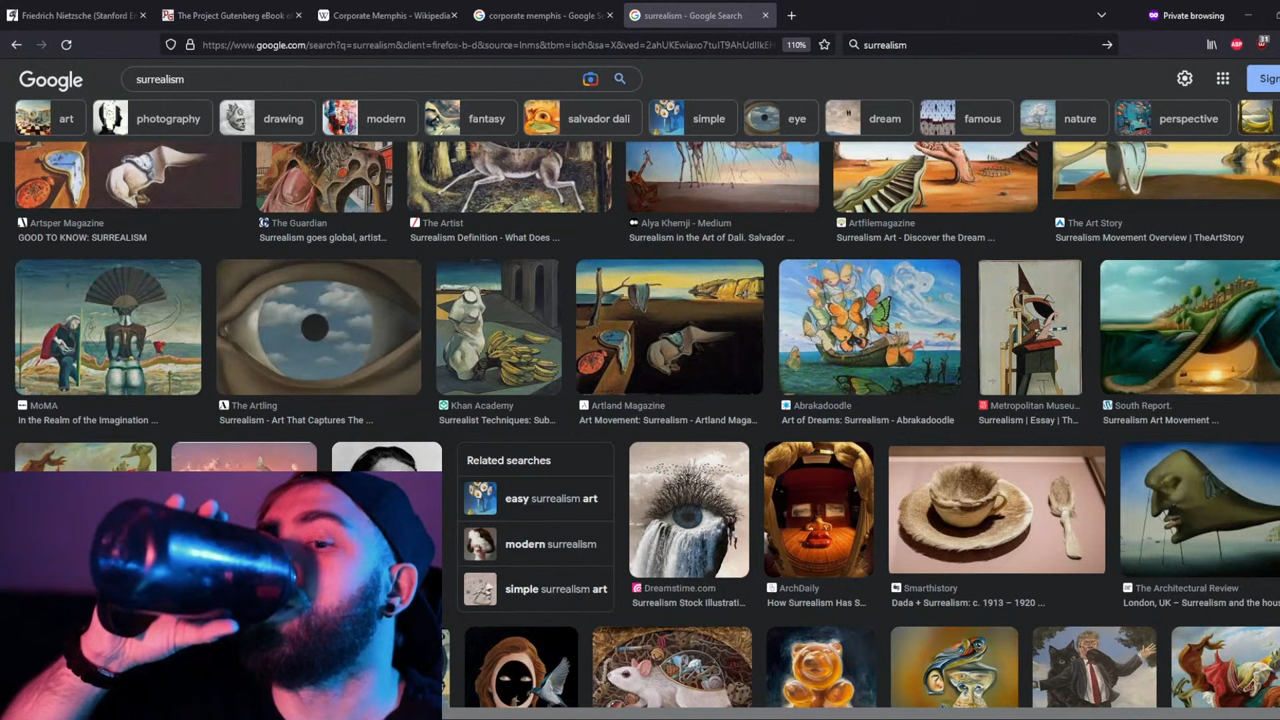 Friedrich Nietzsche (Stanford En
The Project Gutenberg eBook of
Corporate Memphis - Wikipedia
corporate memphis - Google Se
surrealism - Google Search
Private browsing
https://www.google.com/search?q=surrealism&client=firefox-b-d&source=lnms&tbm=isch&sa=X&ved=
110%
surrealism
ABP
31
Google
surrealism
Sign
art
photography
drawing
modern
fantasy
salvador dali
simple
eye
dream
famous
nature
perspective
Artsper Magazine
GOOD TO KNOW: SURREALISM
The Guardian
Surrealism goes global, artist...
The Artist
Surrealism Definition - What Does ...
Alya Khemji - Medium
Surrealism in the Art of Dali. Salvador ...
Artfilemagazine
Surrealism Art - Discover the Dream ...
The Art Story
Surrealism Movement Overview | TheArtStory
MoMA
In the Realm of the Imagination ...
The Artling
Surrealism - Art That Captures The ...
Khan Academy
Surrealist Techniques: Sub...
Artland Magazine
Art Movement: Surrealism - Artland Maga...
Abrakadoodle
Art of Dreams: Surrealism - Abrakadoodle
Metropolitan Museu...
Surrealism | Essay | Th...
South Report.
Surrealism Art Movement ...
Related searches
easy surrealism art
modern surrealism
simple surrealism art
Dreamstime.com
Surrealism Stock Illustrati...
ArchDaily
How Surrealism Has S...
Smarthistory
Dada + Surrealism: c. 1913 – 1920 ...
The Architectural Review
London, UK – Surrealism and the hous